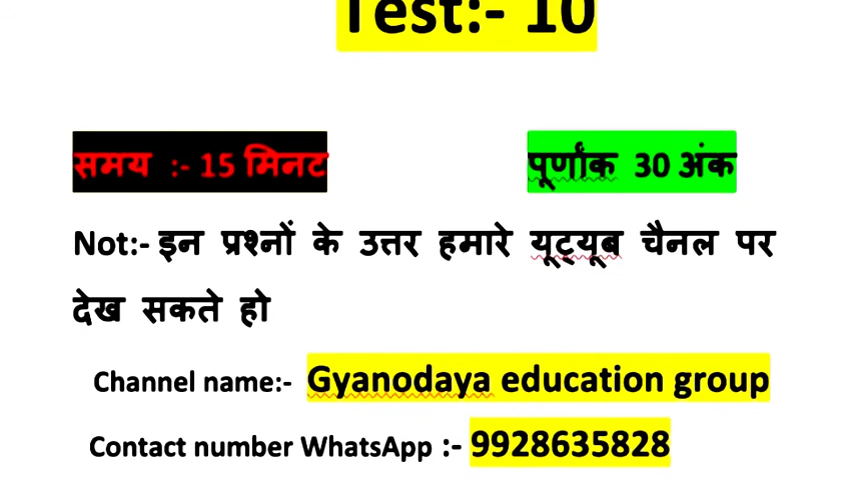 Test:- 10
समय :- 15 मिनट पूर्णांक 30 अंक
Not:- इन प्रश्नों के उत्तर हमारे यूट्यूब चैनल पर
देख सकते हो
Channel name:- Gyanodaya education group
Contact number WhatsApp :- 9928635828